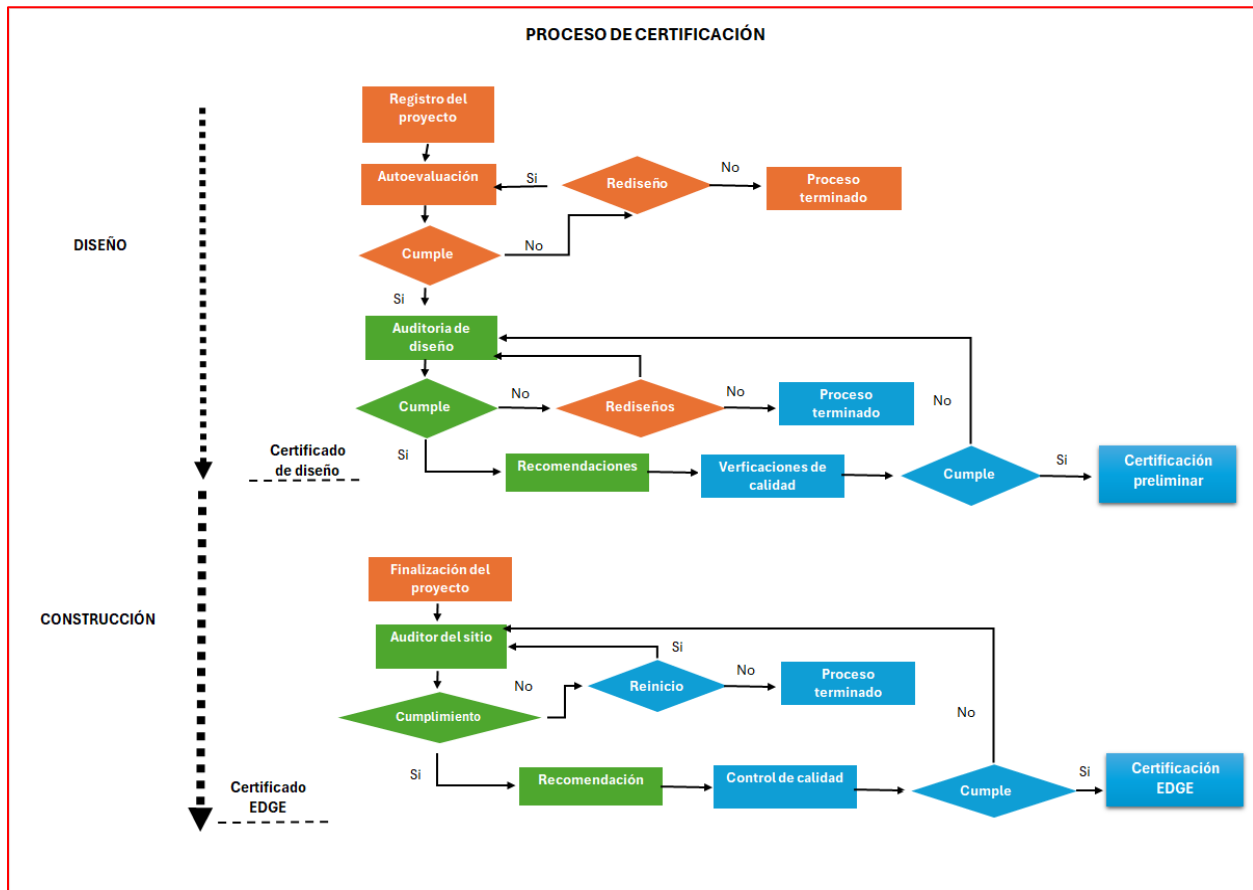 PROCESO DE CERTIFICACIÓN
Registro del
proyecto
Autoevaluación
Si
Rediseño
No
Proceso
terminado
DISEÑO
Cumple
No
Si
Auditoria de
diseño
Cumple
No
Rediseños
No
Proceso
terminado
No
Certificado
de diseño
Si
Recomendaciones
Verficaciones de
calidad
Cumple
Si
Certificación
preliminar
Finalización del
proyecto
CONSTRUCCIÓN
Auditor del sitio
Si
Cumplimiento
No
Reinicio
No
Proceso
terminado
No
Certificado
EDGE
Si
Recomendación
Control de calidad
Cumple
Si
Certificación
EDGE